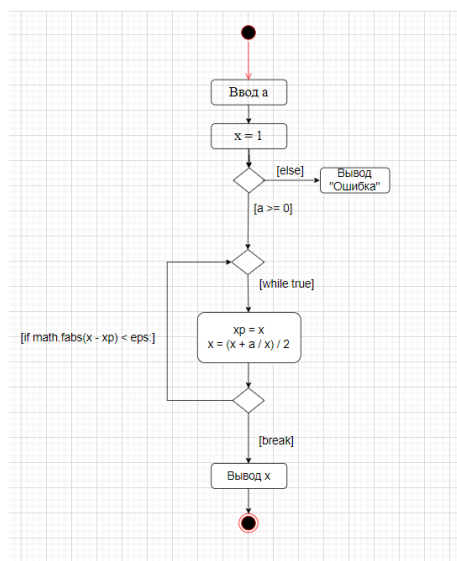 Ввод a
x = 1
[else]
Вывод
"Ошибка"
[a >= 0]
[while true]
xp = x
x = (x + a / x) / 2
[if math.fabs(x - xp) < eps:]
[break]
Вывод x